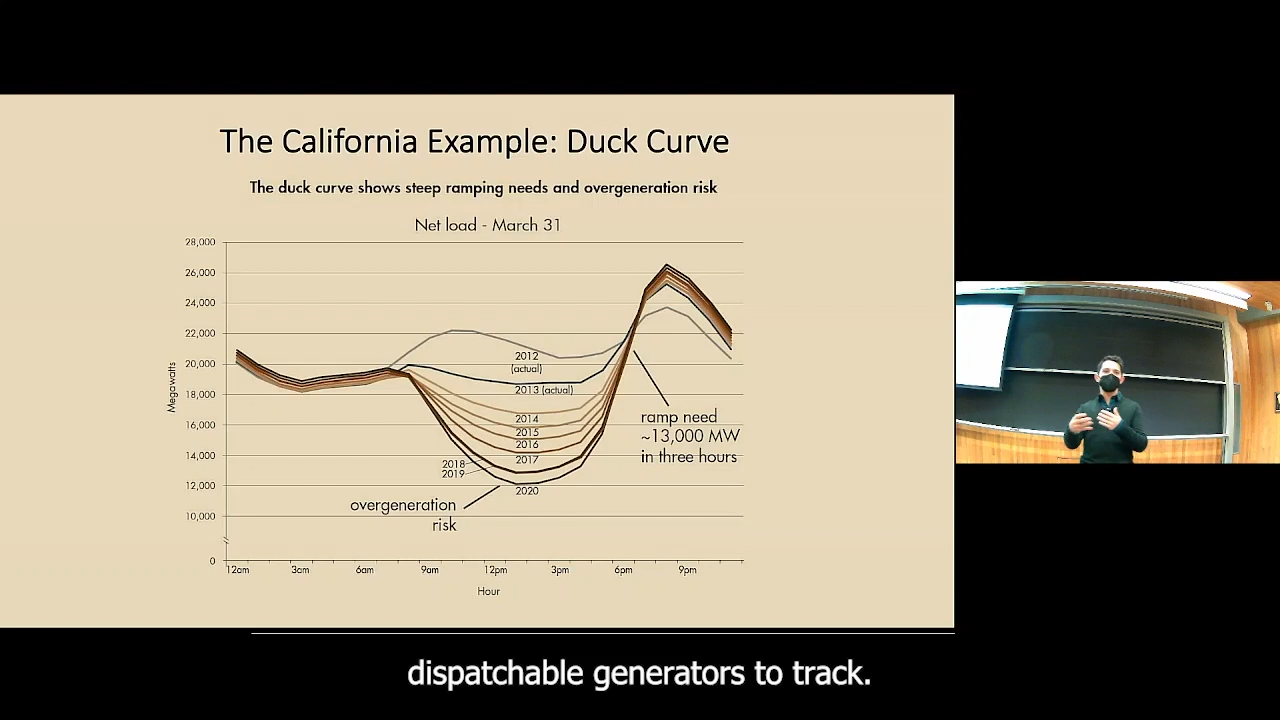 The California Example: Duck Curve
The duck curve shows steep ramping needs and overgeneration risk
Net load - March 31
28,000
26,000
24,000
22,000
20,000
18,000
16,000
14,000
12,000
10,000
0
Megawatts
2012
(actual)
2013 (actual)
2014
2015
2016
2017
2018
2019
2020
ramp need
~13,000 MW
in three hours
overgeneration
risk
12am
3am
6am
9am
12pm
3pm
6pm
9pm
Hour
dispatchable generators to track.